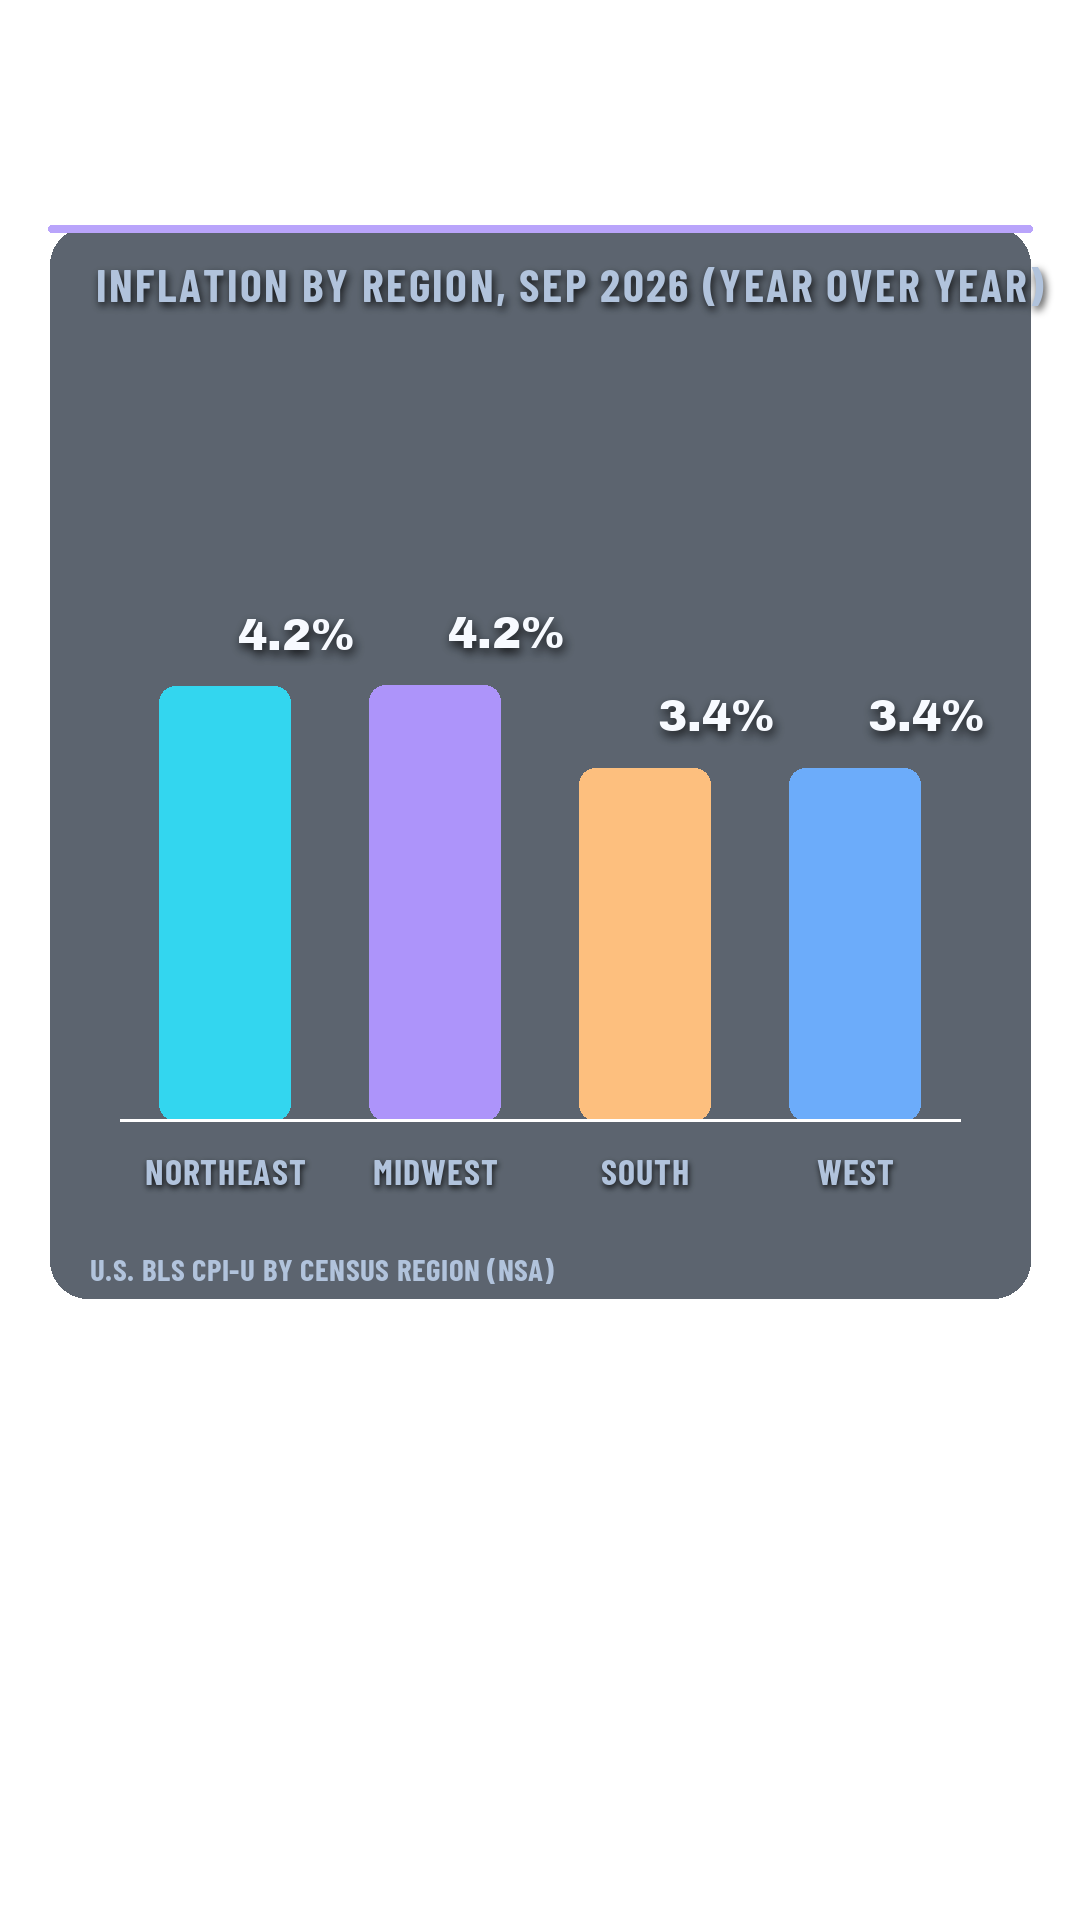 INFLATION BY REGION, SEP 2026 (YEAR OVER YEAR)
4.2% 4.2%
3.4% 3.4%
NORTHEAST MIDWEST SOUTH WEST
U.S. BLS CPI-U BY CENSUS REGION (NSA)